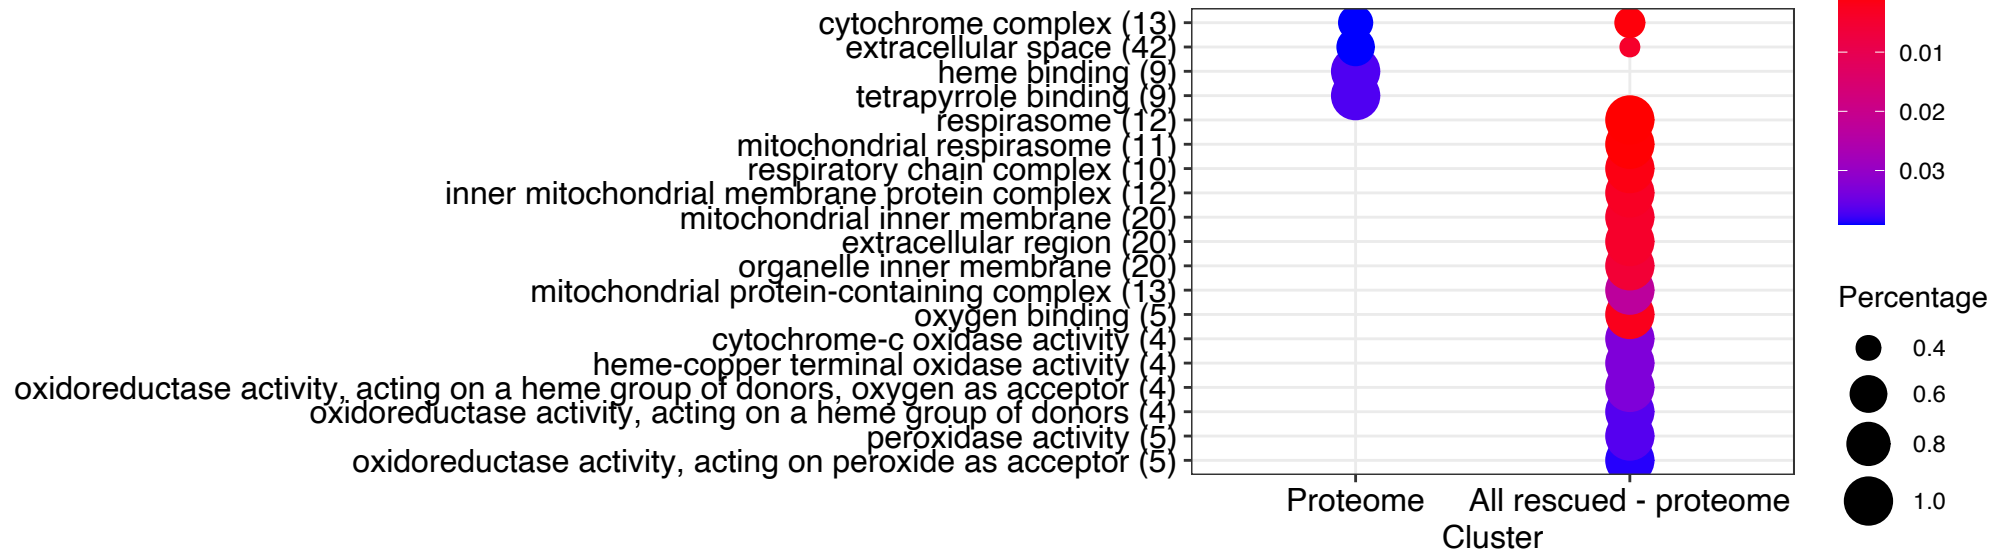 cytochrome complex (13)
extracellular space (42)
heme binding (9)
tetrapyrrole binding (9)
respirasome (12)
mitochondrial respirasome (11)
respiratory chain complex (10)
inner mitochondrial membrane protein complex (12)
mitochondrial inner membrane (20)
extracellular region (20)
organelle inner membrane (20)
mitochondrial protein-containing complex (13)
oxygen binding (5)
cytochrome-c oxidase activity (4)
heme-copper terminal oxidase activity (4)
oxidoreductase activity, acting on a heme group of donors, oxygen as acceptor (4)
oxidoreductase activity, acting on a heme group of donors (4)
peroxidase activity (5)
oxidoreductase activity, acting on peroxide as acceptor (5)
Proteome
All rescued - proteome
Cluster
0.01
0.02
0.03
Percentage
0.4
0.6
0.8
1.0